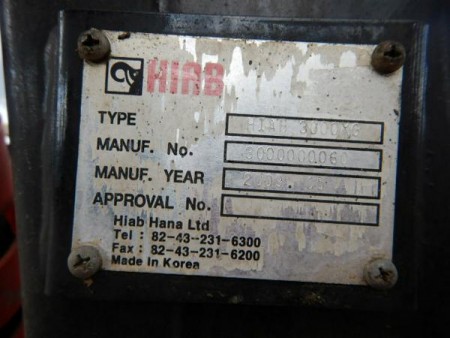 HIAB
TYPE
MANUF. No.
MANUF. YEAR
APPROVAL No.
Hiab Hana Ltd
Tel : 82-43-231-6300
Fax : 82-43-231-6200
Made In Korea